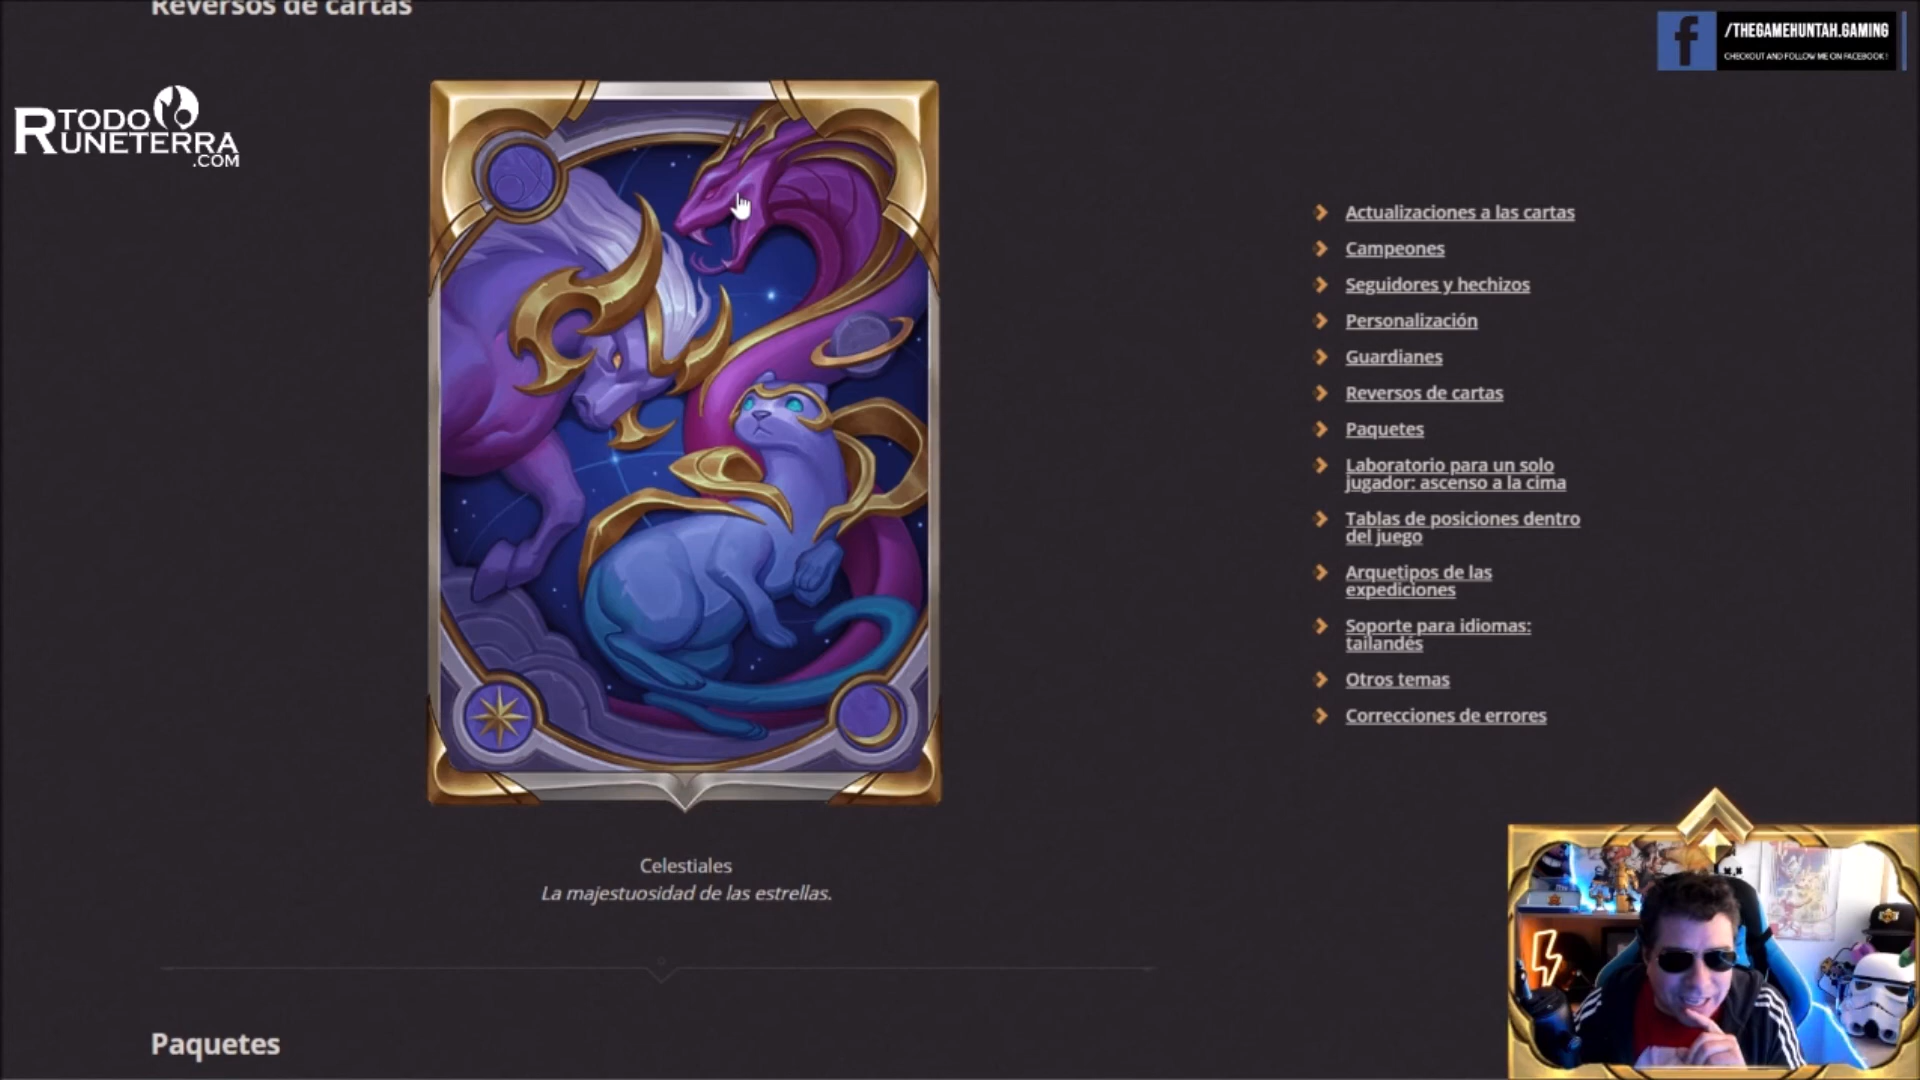 Reversos de cartas
/THEGAMEHUNTAH.GAMING
CHECKOUT AND FOLLOW ME ON FACEBOOK!
TODO
RUNETERRA
.COM
Actualizaciones a las cartas
Campeones
Seguidores y hechizos
Personalización
Guardianes
Reversos de cartas
Paquetes
Laboratorio para un solo
jugador: ascenso a la cima
Tablas de posiciones dentro
del juego
Arquetipos de las
expediciones
Soporte para idiomas:
tailandés
Otros temas
Correcciones de errores
Celestiales
La majestuosidad de las estrellas.
Paquetes